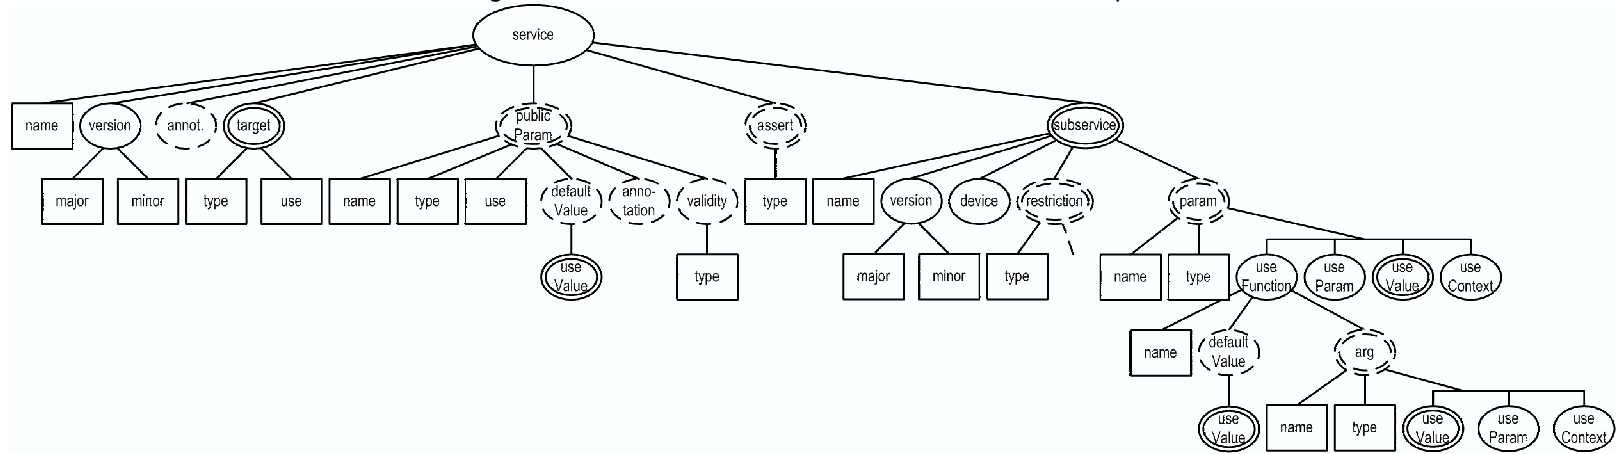 service
name
version
annot.
target
public
Param
assert
subservice
major
minor
type
use
name
type
use
default
Value
anno-
tation
validity
type
name
version
device
restriction
param
use
Value
type
major
minor
type
name
type
use
Function
use
Param
use
Value
use
Context
name
default
Value
arg
use
Value
name
type
use
Value
use
Param
use
Context